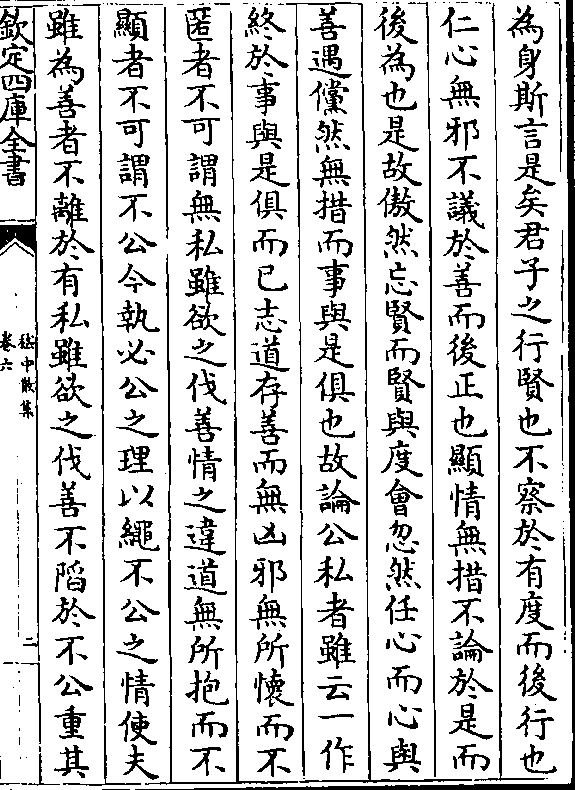 為身斯言是矣君子之行賢也不察於有度而後行也
仁心無邪不議於善而後正也顯情無措不論於是而
後為也是故傲然忘賢而賢與度會忽然任心而心與
善遇儻然無措而事與是俱也故論公私者雖云一作
終於事與是俱而已志道存善而無凶邪無所懷而不
匿者不可謂無私雖欲之伐善情之違道無所抱而不
顯者不可謂不公今執必公之理以繩不公之情使夫
雖為善者不離於有私雖欲之伐善不䧟於不公重其
欽定四庫全書
嵇中散集
卷六
二